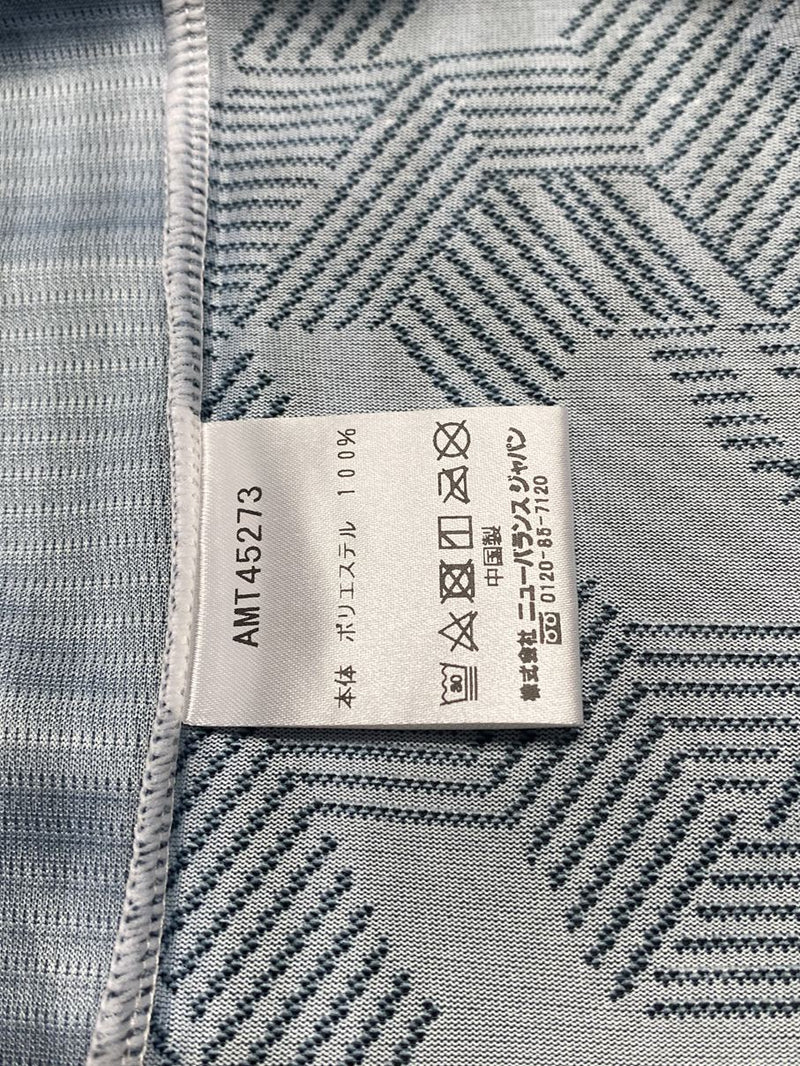 AMT45273
本体 ポリエステル 100%
30
中国製
株式会社 ニューバランス ジャパン
0120-85-7120